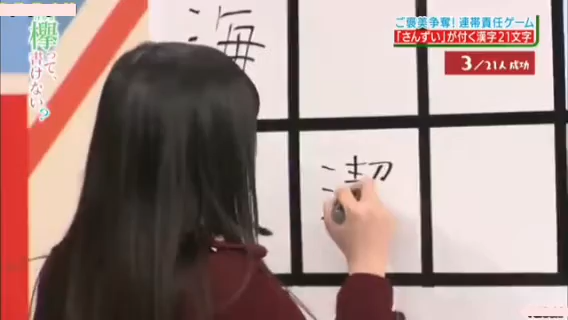 欅って、
書けない?
ご褒美争奪!連帯責任ゲーム
「さんずい」が付く漢字21文字
3/21人成功
海